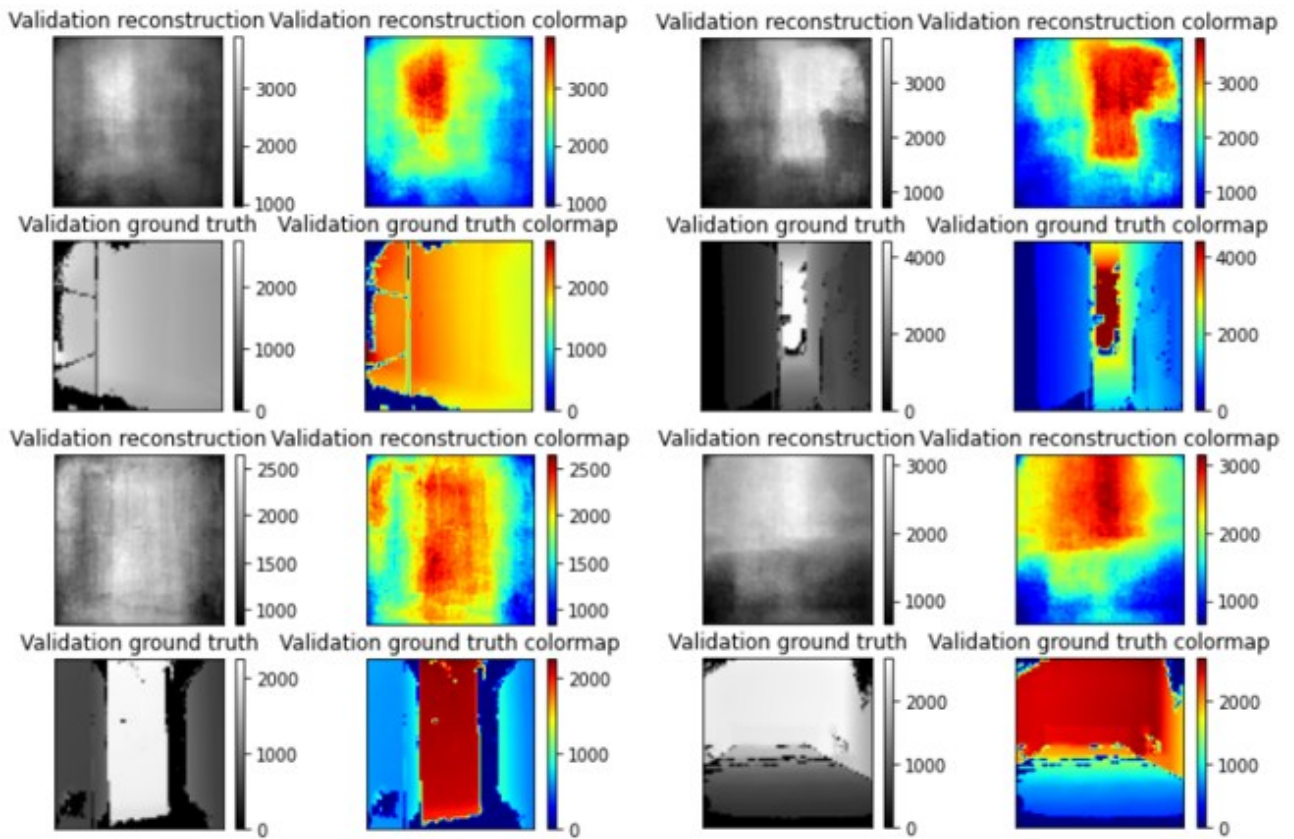 Validation reconstruction Validation reconstruction colormap Validation reconstruction Validation reconstruction colormap
3000 3000 3000 3000
2000 2000 2000 2000
1000 1000 1000 1000
Validation ground truth Validation ground truth colormap Validation ground truth Validation ground truth colormap
4000 4000
2000 2000 2000 2000
1000 1000
0 0 0 0
Validation reconstruction Validation reconstruction colormap Validation reconstruction Validation reconstruction colormap
2500 2500 3000 3000
2000 2000 2000 2000
1500 1500
1000 1000 1000 1000
Validation ground truth Validation ground truth colormap Validation ground truth Validation ground truth colormap
2000 2000 2000 2000
1000 1000 1000 1000
0 0 0 0